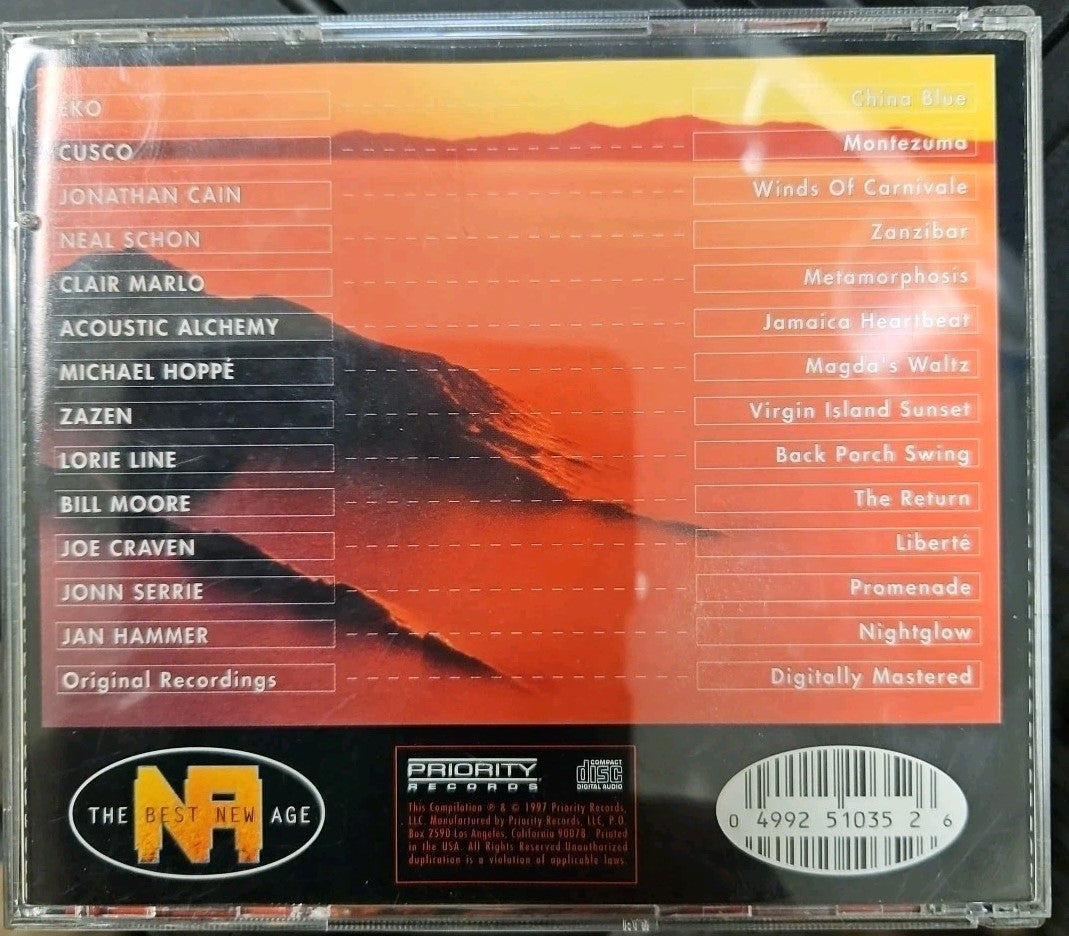 EKO China Blue
CUSCO Montezuma
JONATHAN CAIN Winds Of Carnivale
NEAL SCHON Zanzibar
CLAIR MARLO Metamorphosis
ACOUSTIC ALCHEMY Jamaica Heartbeat
MICHAEL HOPPÉ Magda's Waltz
ZAZEN Virgin Island Sunset
LORIE LINE Back Porch Swing
BILL MOORE The Return
JOE CRAVEN Liberté
JONN SERRIE Promenade
JAN HAMMER Nightglow
Original Recordings Digitally Mastered
NA
THE BEST NEW AGE
PRIORITY
RECORDS
COMPACT
disc
DIGITAL AUDIO
This Compilation ℗ & © 1997 Priority Records,
LLC. Manufactured by Priority Records, LLC, P.O.
Box 2590 Los Angeles, California 90078. Printed
in the USA. All Rights Reserved Unauthorized
duplication is a violation of applicable laws.
0 4992 51035 2 6